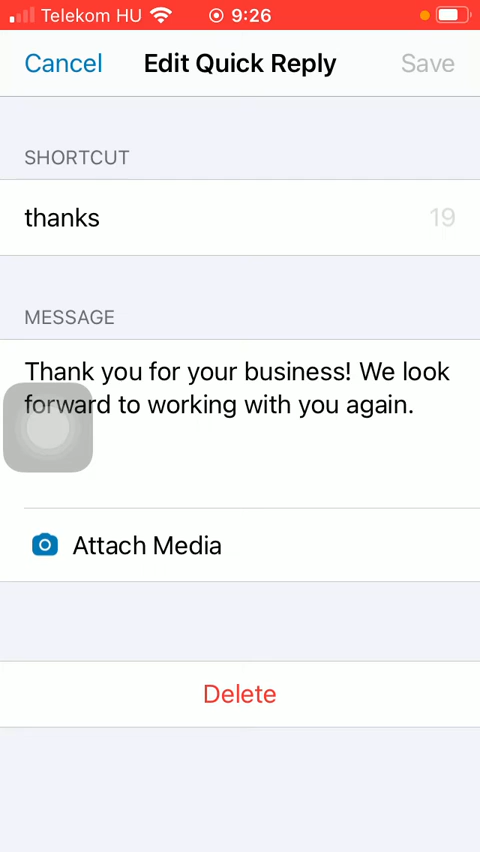 Telekom HU 9:26
Cancel Edit Quick Reply Save
SHORTCUT
thanks 19
MESSAGE
Thank you for your business! We look
forward to working with you again.
Attach Media
Delete